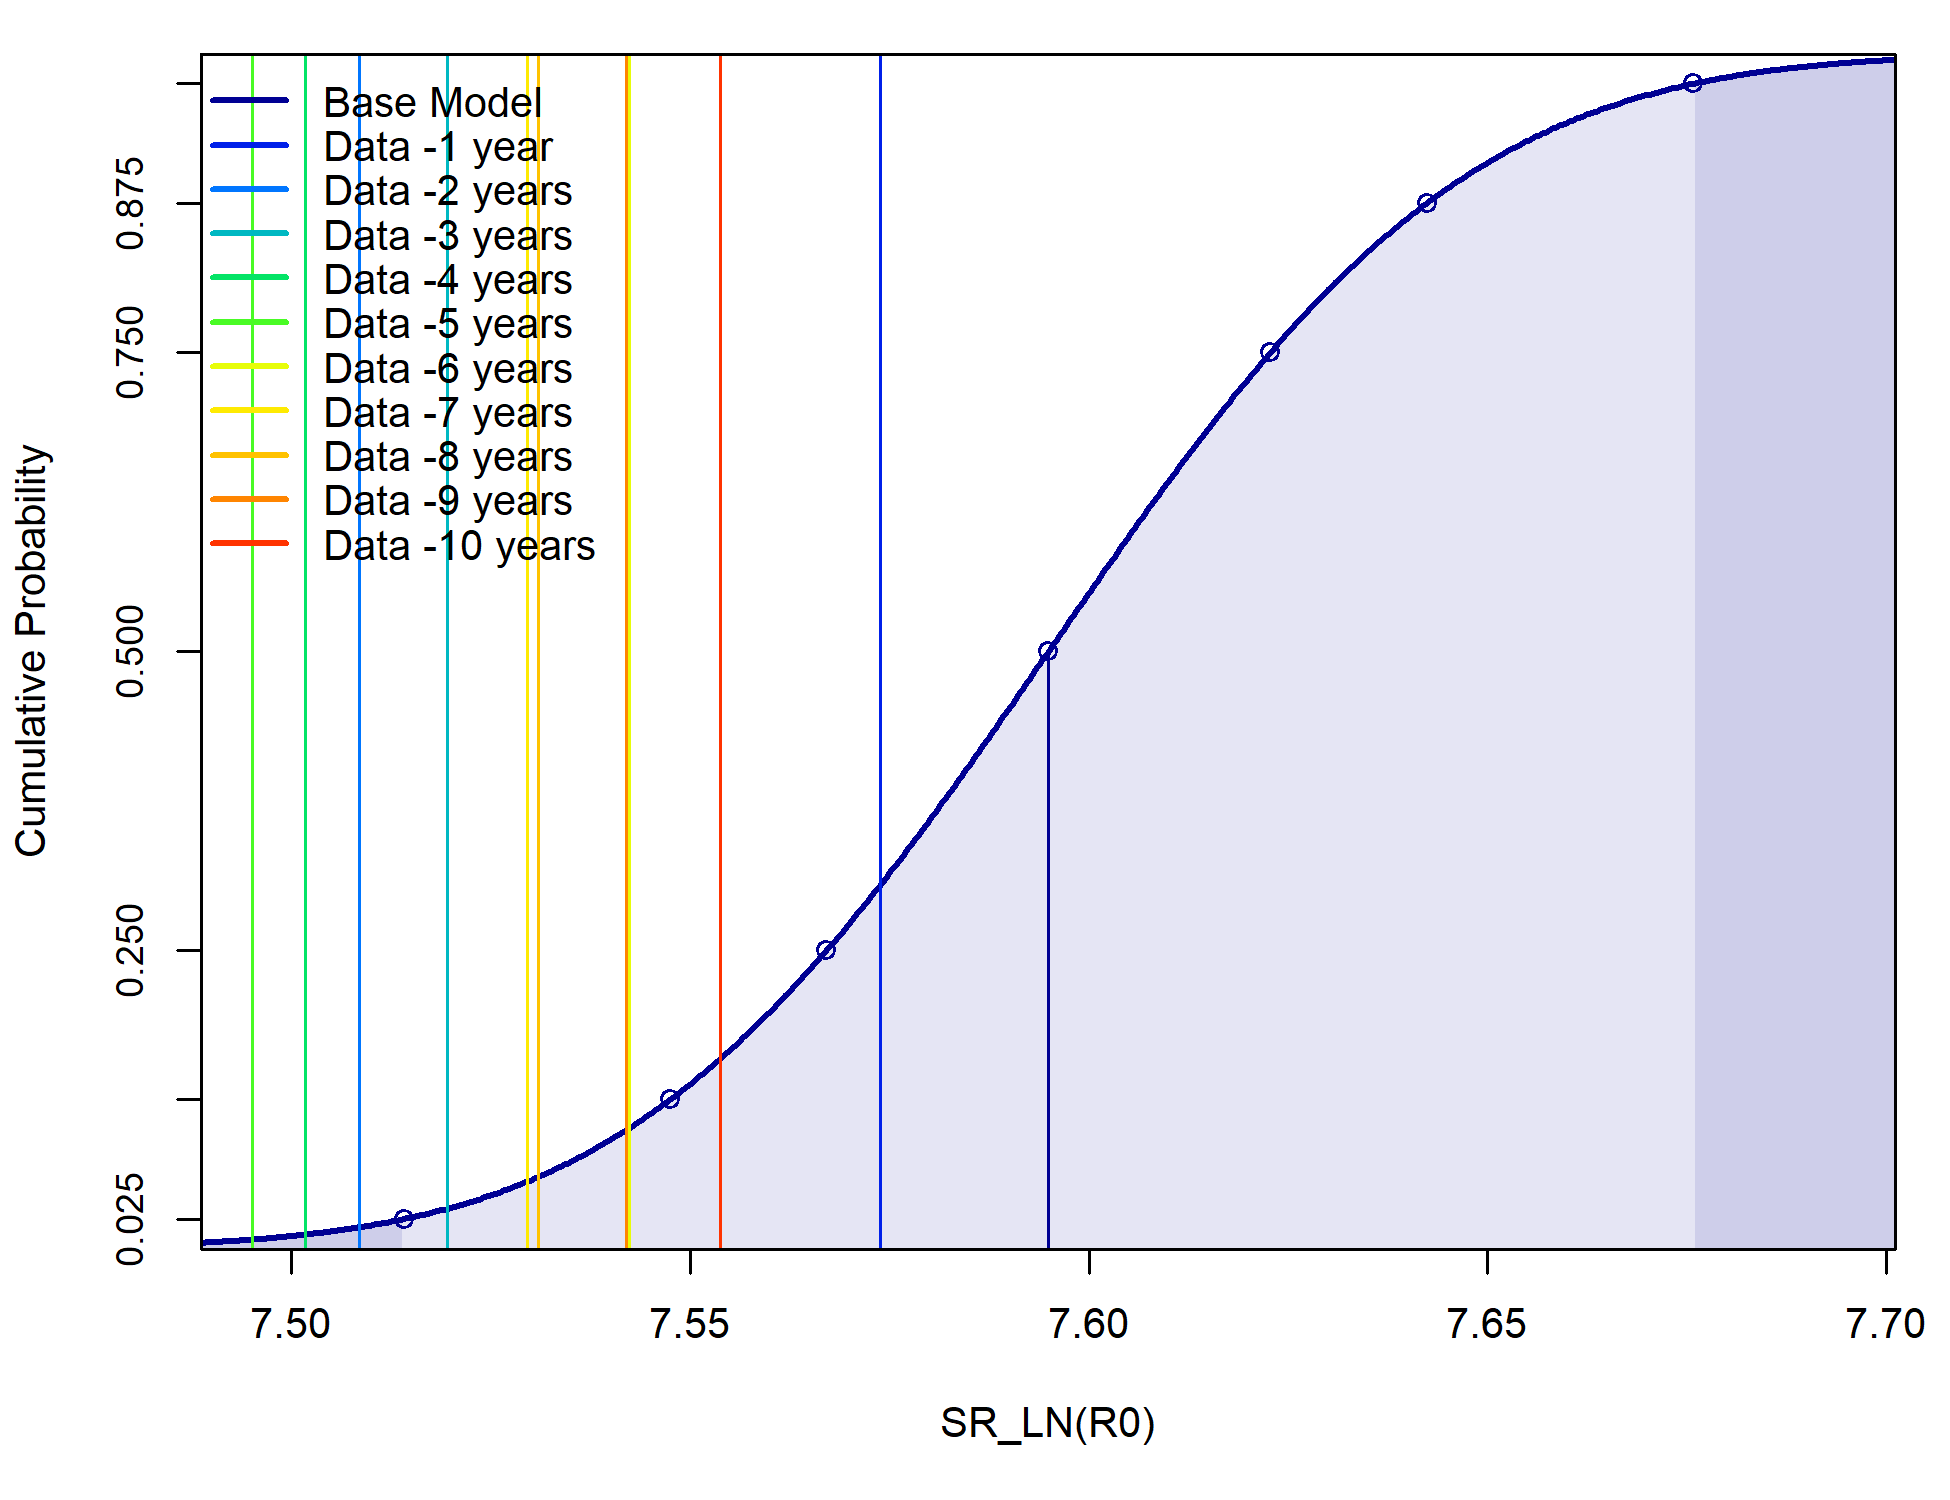 Base Model
Data -1 year
Data -2 years
Data -3 years
Data -4 years
Data -5 years
Data -6 years
Data -7 years
Data -8 years
Data -9 years
Data -10 years
Cumulative Probability
0.875
0.750
0.500
0.250
0.025
7.50 7.55 7.60 7.65 7.70
SR_LN(R0)